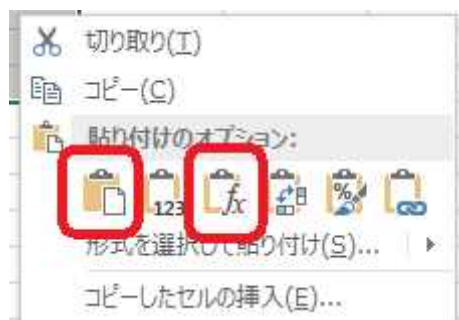 切り取り(T)
コピー(C)
貼り付けのオプション:
123 fx %
形式を選択して貼り付け(S)...
コピーしたセルの挿入(E)...